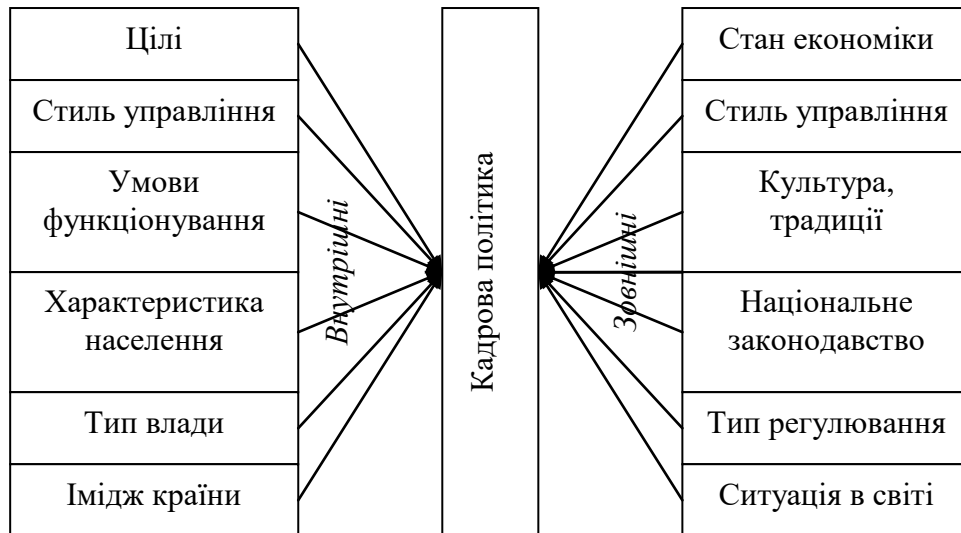 Цілі
Стиль управління
Умови
функціонування
Характеристика
населення
Тип влади
Імідж країни
Внутрішні
Кадрова політика
Зовнішні
Стан економіки
Стиль управління
Культура,
традиції
Національне
законодавство
Тип регулювання
Ситуація в світі